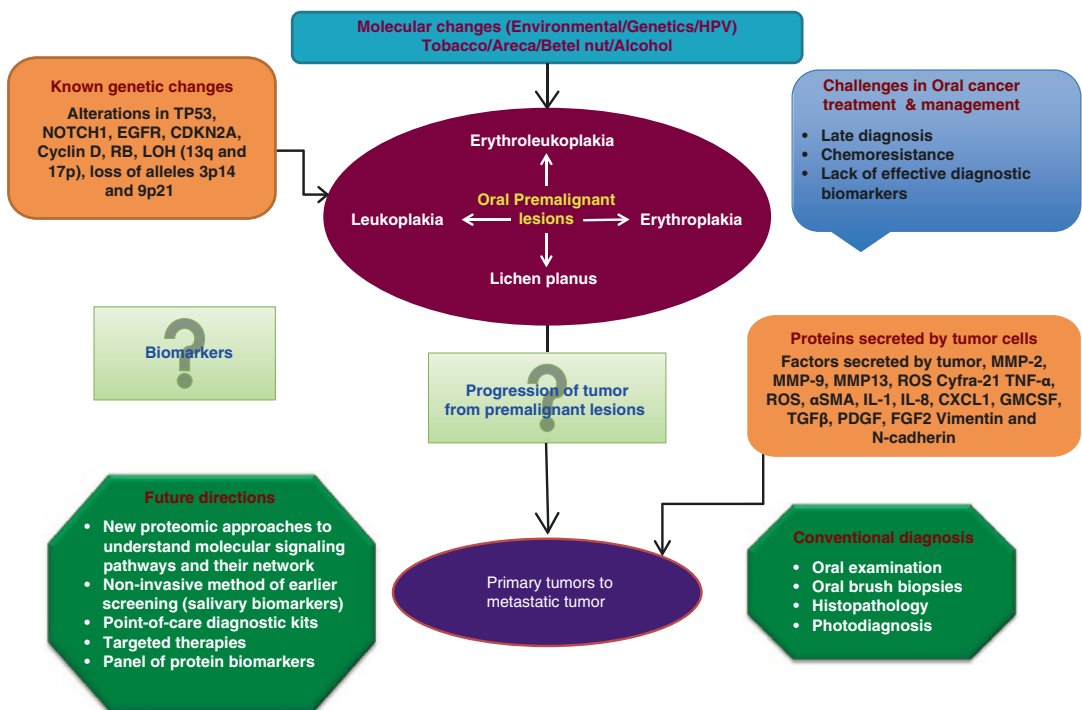 Molecular changes (Environmental/Genetics/HPV)
Tobacco/Areca/Betel nut/Alcohol
Known genetic changes
Alterations in TP53,
NOTCH1, EGFR, CDKN2A,
Cyclin D, RB, LOH (13q and
17p), loss of alleles 3p14
and 9p21
Challenges in Oral cancer
treatment & management
• Late diagnosis
• Chemoresistance
• Lack of effective diagnostic
biomarkers
Erythroleukoplakia
Oral Premalignant
lesions
Leukoplakia
Erythroplakia
Lichen planus
?
Biomarkers
?
Progression of tumor
from premalignant lesions
Proteins secreted by tumor cells
Factors secreted by tumor, MMP-2,
MMP-9, MMP13, ROS Cyfra-21 TNF-α,
ROS, αSMA, IL-1, IL-8, CXCL1, GMCSF,
TGFβ, PDGF, FGF2 Vimentin and
N-cadherin
Future directions
• New proteomic approaches to
understand molecular signaling
pathways and their network
• Non-invasive method of earlier
screening (salivary biomarkers)
• Point-of-care diagnostic kits
• Targeted therapies
• Panel of protein biomarkers
Primary tumors to
metastatic tumor
Conventional diagnosis
• Oral examination
• Oral brush biopsies
• Histopathology
• Photodiagnosis